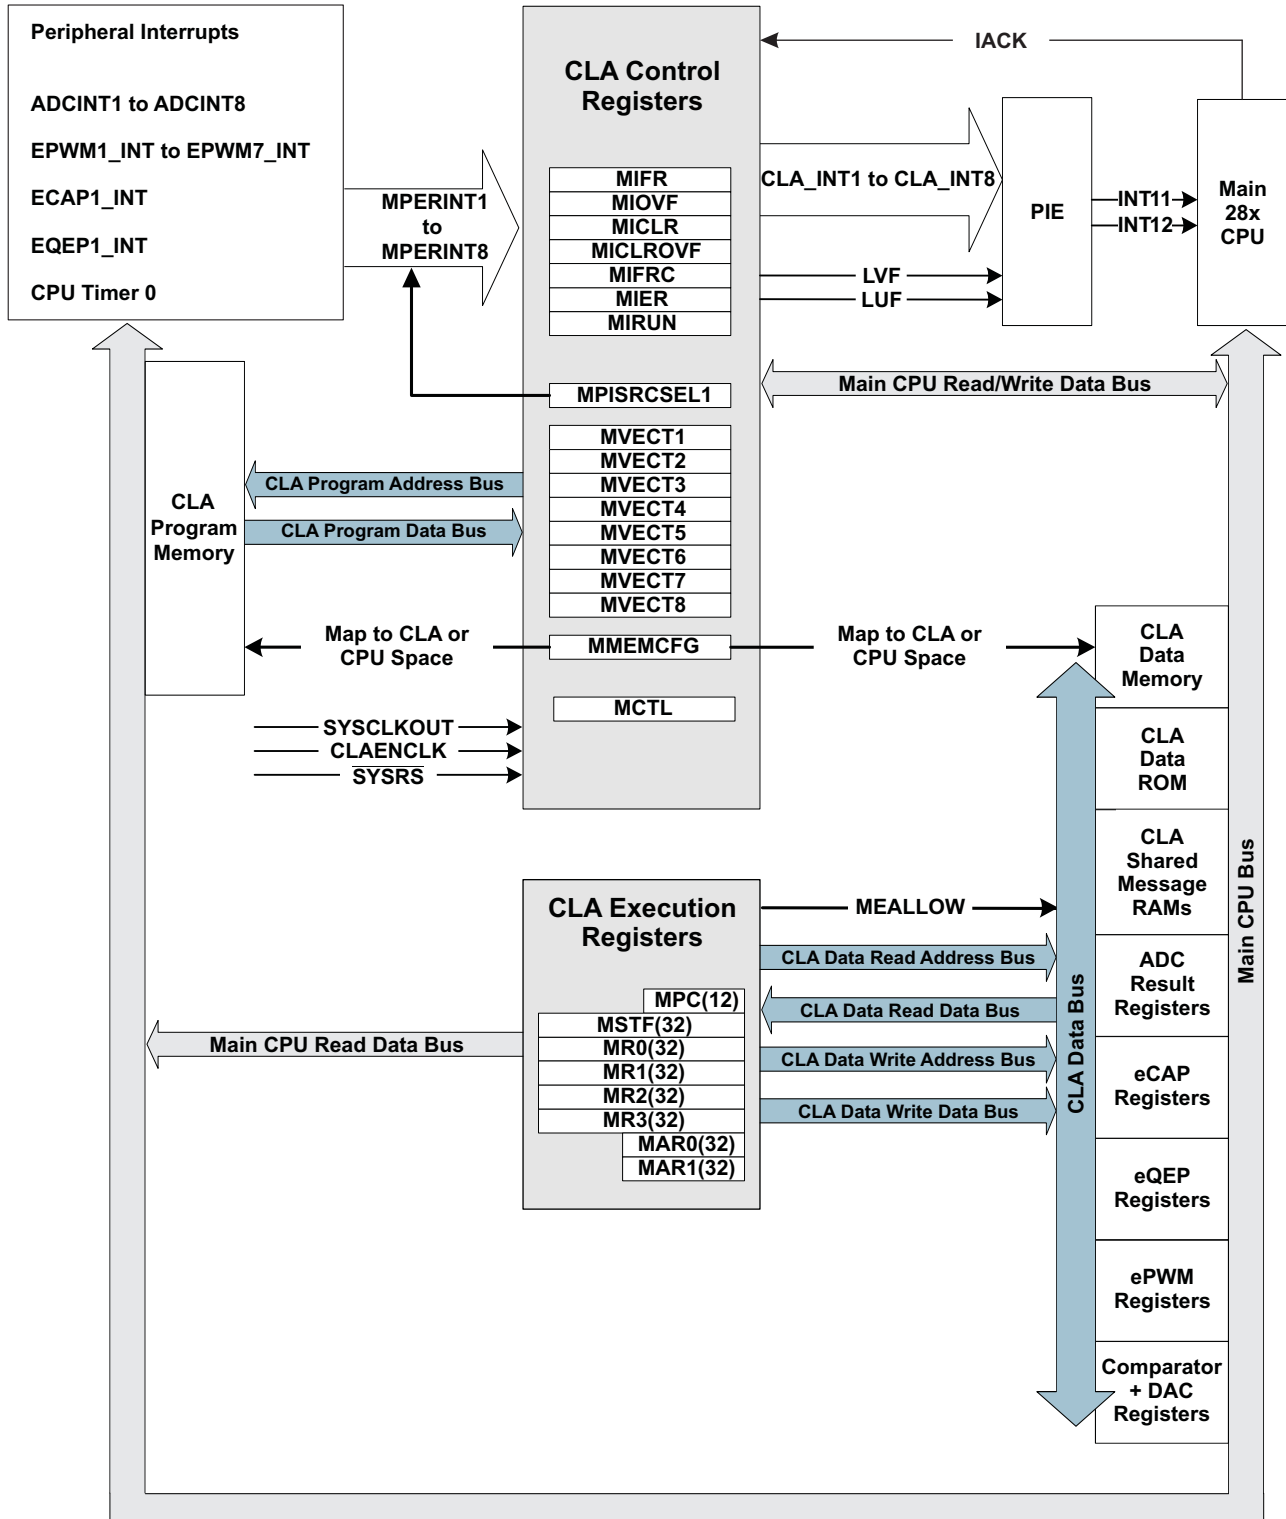 Peripheral Interrupts
ADCINT1 to ADCINT8
EPWM1_INT to EPWM7_INT
ECAP1_INT
EQEP1_INT
CPU Timer 0
MPERINT1
to
MPERINT8
CLA Control
Registers
MIFR
MIOVF
MICLR
MICLROVF
MIFRC
MIER
MIRUN
MPISRCSEL1
MVECT1
MVECT2
MVECT3
MVECT4
MVECT5
MVECT6
MVECT7
MVECT8
MMEMCFG
MCTL
IACK
CLA_INT1 to CLA_INT8
LVF
LUF
PIE
INT11
INT12
Main
28x
CPU
Main CPU Read/Write Data Bus
CLA
Program
Memory
CLA Program Address Bus
CLA Program Data Bus
Map to CLA or
CPU Space
Map to CLA or
CPU Space
SYSCLKOUT
CLAENCLK
SYSRS
CLA
Data
Memory
CLA
Data
ROM
CLA
Shared
Message
RAMs
ADC
Result
Registers
eCAP
Registers
eQEP
Registers
ePWM
Registers
Comparator
+ DAC
Registers
Main CPU Bus
CLA Data Bus
CLA Execution
Registers
MPC(12)
MSTF(32)
MR0(32)
MR1(32)
MR2(32)
MR3(32)
MAR0(32)
MAR1(32)
MEALLOW
CLA Data Read Address Bus
CLA Data Read Data Bus
CLA Data Write Address Bus
CLA Data Write Data Bus
Main CPU Read Data Bus